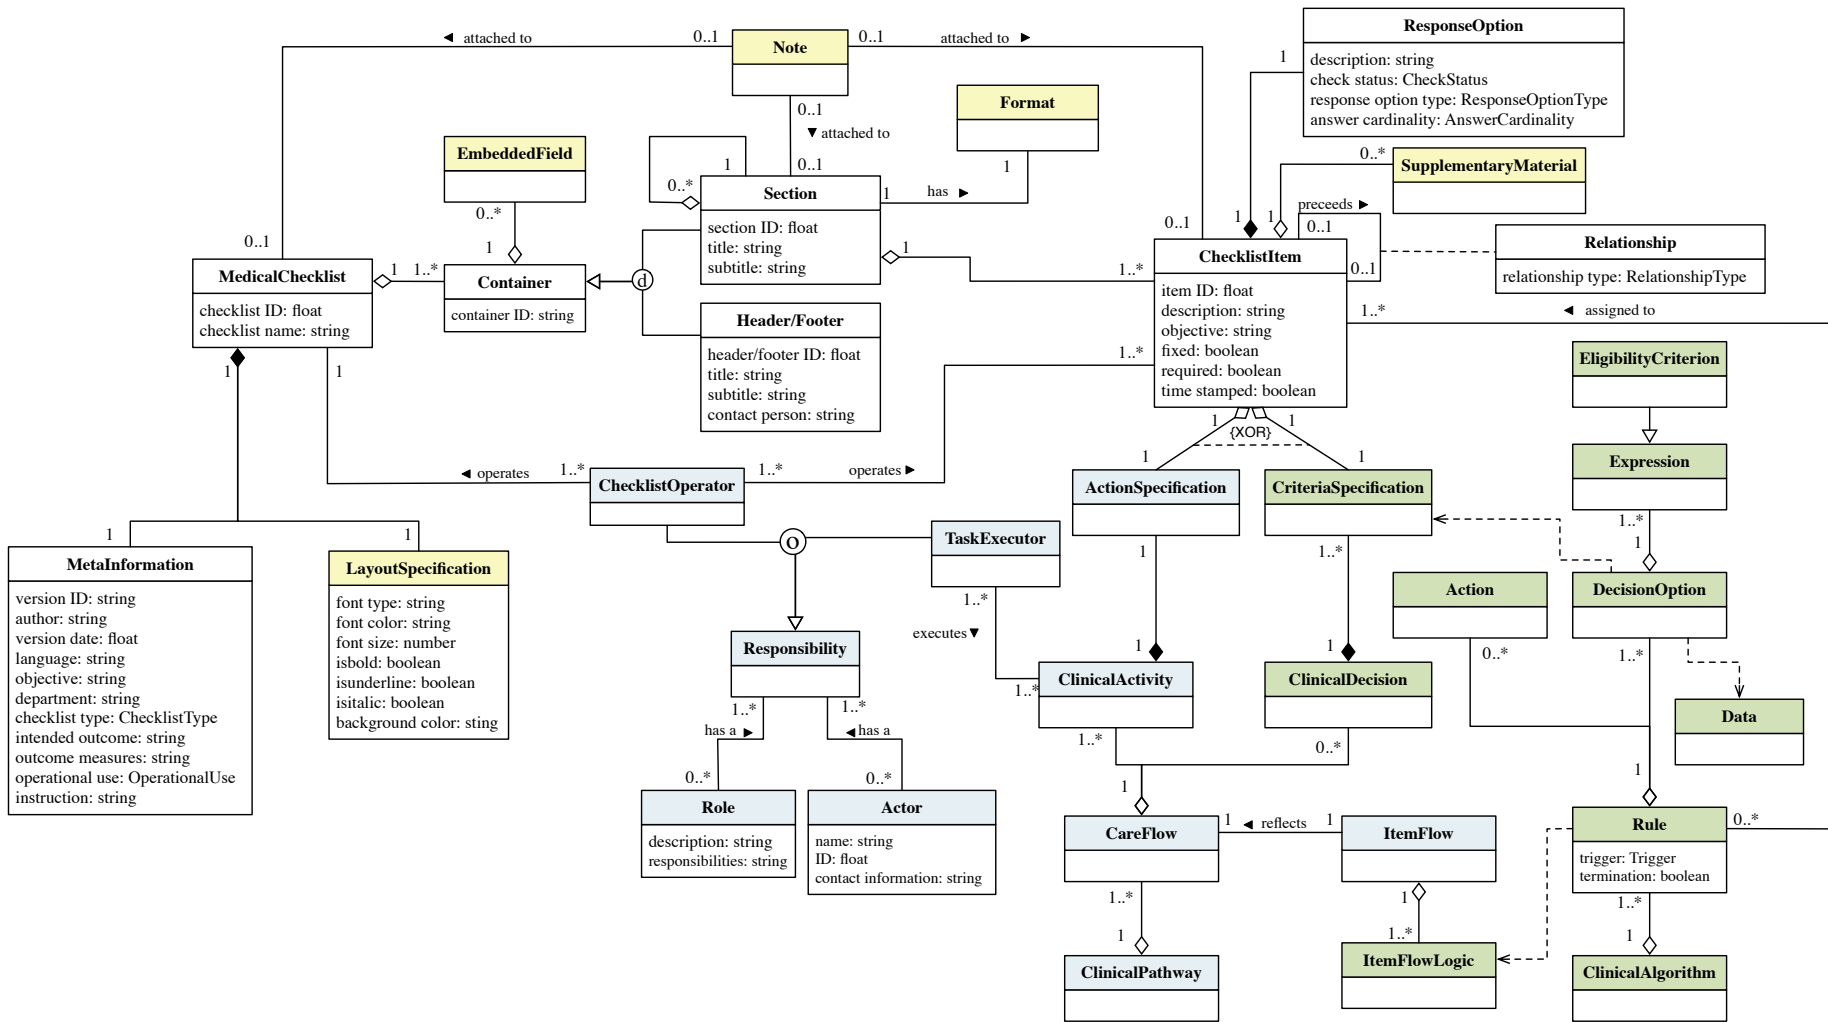 ResponseOption
description: string
check status: CheckStatus
response option type: ResponseOptionType
answer cardinality: AnswerCardinality
1
◄ attached to
0..1
Note
0..1
attached to ►
0..1
▼ attached to
0..1
Format
1
EmbeddedField
0..*
1
1
0..*
Section
section ID: float
title: string
subtitle: string
1
has ►
1
0..*
SupplementaryMaterial
1
1
preceeds ►
0..1
0..1
0..1
Relationship
relationship type: RelationshipType
0..1
MedicalChecklist
checklist ID: float
checklist name: string
1
1..*
Container
container ID: string
d
Header/Footer
header/footer ID: float
title: string
subtitle: string
contact person: string
1..*
ChecklistItem
item ID: float
description: string
objective: string
fixed: boolean
required: boolean
time stamped: boolean
1..*
◄ assigned to
1..*
EligibilityCriterion
1
1
1
1
{XOR}
1
1
Expression
1..*
1
◄ operates
1..*
ChecklistOperator
1..*
operates ►
ActionSpecification
1
CriteriaSpecification
1..*
1
1
MetaInformation
version ID: string
author: string
version date: float
language: string
objective: string
department: string
checklist type: ChecklistType
intended outcome: string
outcome measures: string
operational use: OperationalUse
instruction: string
LayoutSpecification
font type: string
font color: string
font size: number
isbold: boolean
isunderline: boolean
isitalic: boolean
background color: sting
O
TaskExecutor
1..*
executes ▼
1..*
Action
0..*
DecisionOption
1..*
Responsibility
1..*
1..*
has a ►
◄ has a
0..*
0..*
1
ClinicalActivity
1..*
1
ClinicalDecision
0..*
Data
1
1
Role
description: string
responsibilities: string
Actor
name: string
ID: float
contact information: string
CareFlow
1
◄ reflects
1
ItemFlow
Rule
trigger: Trigger
termination: boolean
0..*
1..*
1
1..*
1
1..*
1
ClinicalPathway
ItemFlowLogic
ClinicalAlgorithm